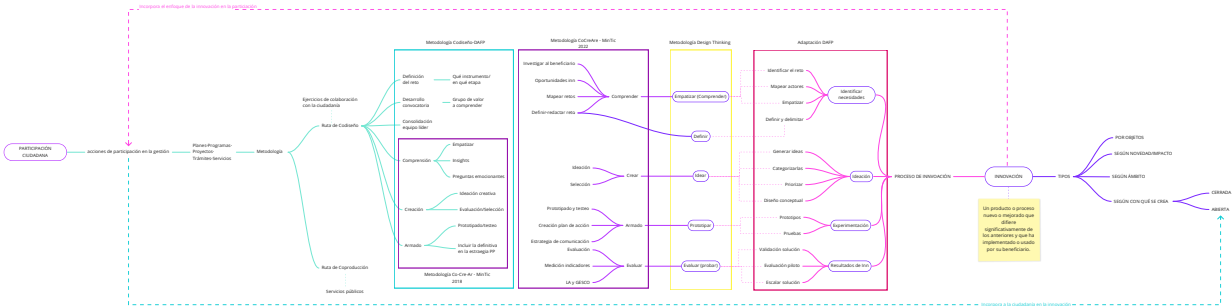 Incorpora el enfoque de la innovación en la participación
PARTICIPACIÓN
CIUDADANA
acciones de participación en la gestión
Planes-Programas-
Proyectos-
Trámites-Servicios
Metodología
Ejercicios de colaboración
con la ciudadanía
Ruta de Codiseño
Ruta de Coproducción
Servicios públicos
Metodología Codiseño-DAFP
Definición
del reto
Qué instrumentor
en qué etapa
Desarrollo
convocatoria
Grupo de valor
a comprender
Consolidación
equipo líder
Comprensión
Empatizar
Insights
Preguntas emosionantes
Creación
Ideación creativa
Evaluación/Selección
Armado
Prototipado/testeo
Incluir la definitiva
en la estraegia PP
Metodología Co-Cre-Ar - MinTic
2018
Metodología CoCreaAre - MinTic
2022
Investigar al beneficiario
Oportunidades inn
Mapear retos
Definir-redactar reto
Comprender
Ideación
Selección
Crear
Prototipado y testeo
Creación plan de acción
Estrategia de comunicación
Armado
Evaluación
Medición indicadores
LA y GESCO
Evaluar
Metodología Design Thinking
Empatizar (Comprender)
Definir
Idear
Prototipar
Evaluar (probar)
Adaptación DAFP
Identificar el reto
Mapear actores
Empatizar
Definir y delimitar
Identificar
necesidades
Generar ideas
Categorizarlas
Priorizar
Diseño conceptual
Ideación
Prototipos
Pruebas
Experimentación
Validación solución
Evaluación piloto
Escalar solución
Resultados de Inn
PROCESO DE INNOVACIÓN
INNOVACIÓN
Un producto o proceso
nuevo o mejorado que
difiere
significativamente de
los anteriores y que ha
implementado o usado
por su beneficiario.
TIPOS
POR OBJETOS
SEGÚN NOVEDAD/IMPACTO
SEGÚN ÁMBITO
SEGÚN CON QUÉ SE CREA
CERRADA
ABIERTA
Incorpora a la ciudadanía en la innovación